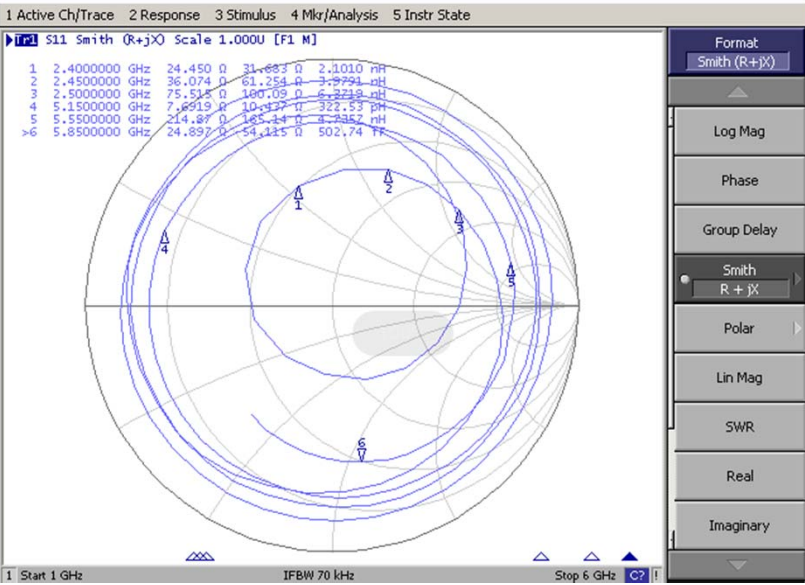 1 Active Ch/Trace 2 Response 3 Stimulus 4 Mkr/Analysis 5 Instr State
Tr1 S11 Smith (R+jX) Scale 1.000U [F1 M]
1 2.4000000 GHz 24.450 Ω 31.683 Ω 2.1010 nH
2 2.4500000 GHz 36.074 Ω 61.254 Ω 3.9791 nH
3 2.5000000 GHz 75.515 Ω 100.09 Ω 6.3719 nH
4 5.1500000 GHz 7.6919 Ω 10.437 Ω 322.53 pH
5 5.5500000 GHz 214.87 Ω 165.14 Ω 4.7357 nH
>6 5.8500000 GHz 24.897 Ω -54.115 Ω 502.74 fF
1
2
3
4
5
6
1 Start 1 GHz IFBW 70 kHz Stop 6 GHz C? !
Format
Smith (R+jX)
Log Mag
Phase
Group Delay
Smith
R + jX
Polar
Lin Mag
SWR
Real
Imaginary